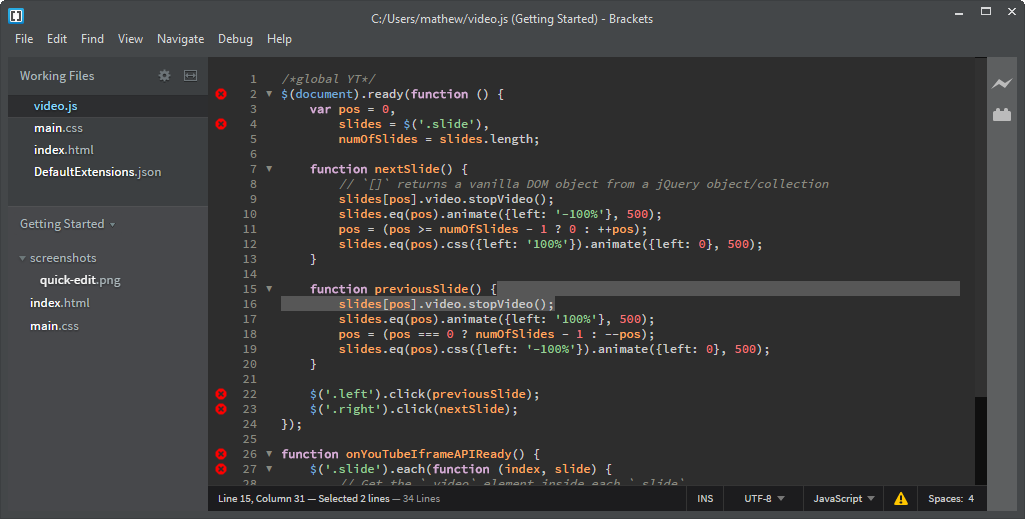 C:/Users/mathew/video.js (Getting Started) - Brackets
File Edit Find View Navigate Debug Help
Working Files
video.js
main.css
index.html
DefaultExtensions.json
Getting Started
screenshots
quick-edit.png
index.html
main.css
1 /*global YT*/
2 $(document).ready(function () {
3 var pos = 0,
4 slides = $('.slide'),
5 numOfSlides = slides.length;
6
7 function nextSlide() {
8 // `[]` returns a vanilla DOM object from a jQuery object/collection
9 slides[pos].video.stopVideo();
10 slides.eq(pos).animate({left: '-100%'}, 500);
11 pos = (pos >= numOfSlides - 1 ? 0 : ++pos);
12 slides.eq(pos).css({left: '100%'}).animate({left: 0}, 500);
13 }
14
15 function previousSlide() {
16 slides[pos].video.stopVideo();
17 slides.eq(pos).animate({left: '100%'}, 500);
18 pos = (pos === 0 ? numOfSlides - 1 : --pos);
19 slides.eq(pos).css({left: '-100%'}).animate({left: 0}, 500);
20 }
21
22 $('.left').click(previousSlide);
23 $('.right').click(nextSlide);
24 });
25
26 function onYouTubeIframeAPIReady() {
27 $('.slide').each(function (index, slide) {
28 // Get the `.video` element inside each `.slide`
Line 15, Column 31 — Selected 2 lines — 34 Lines
INS UTF-8 JavaScript Spaces: 4